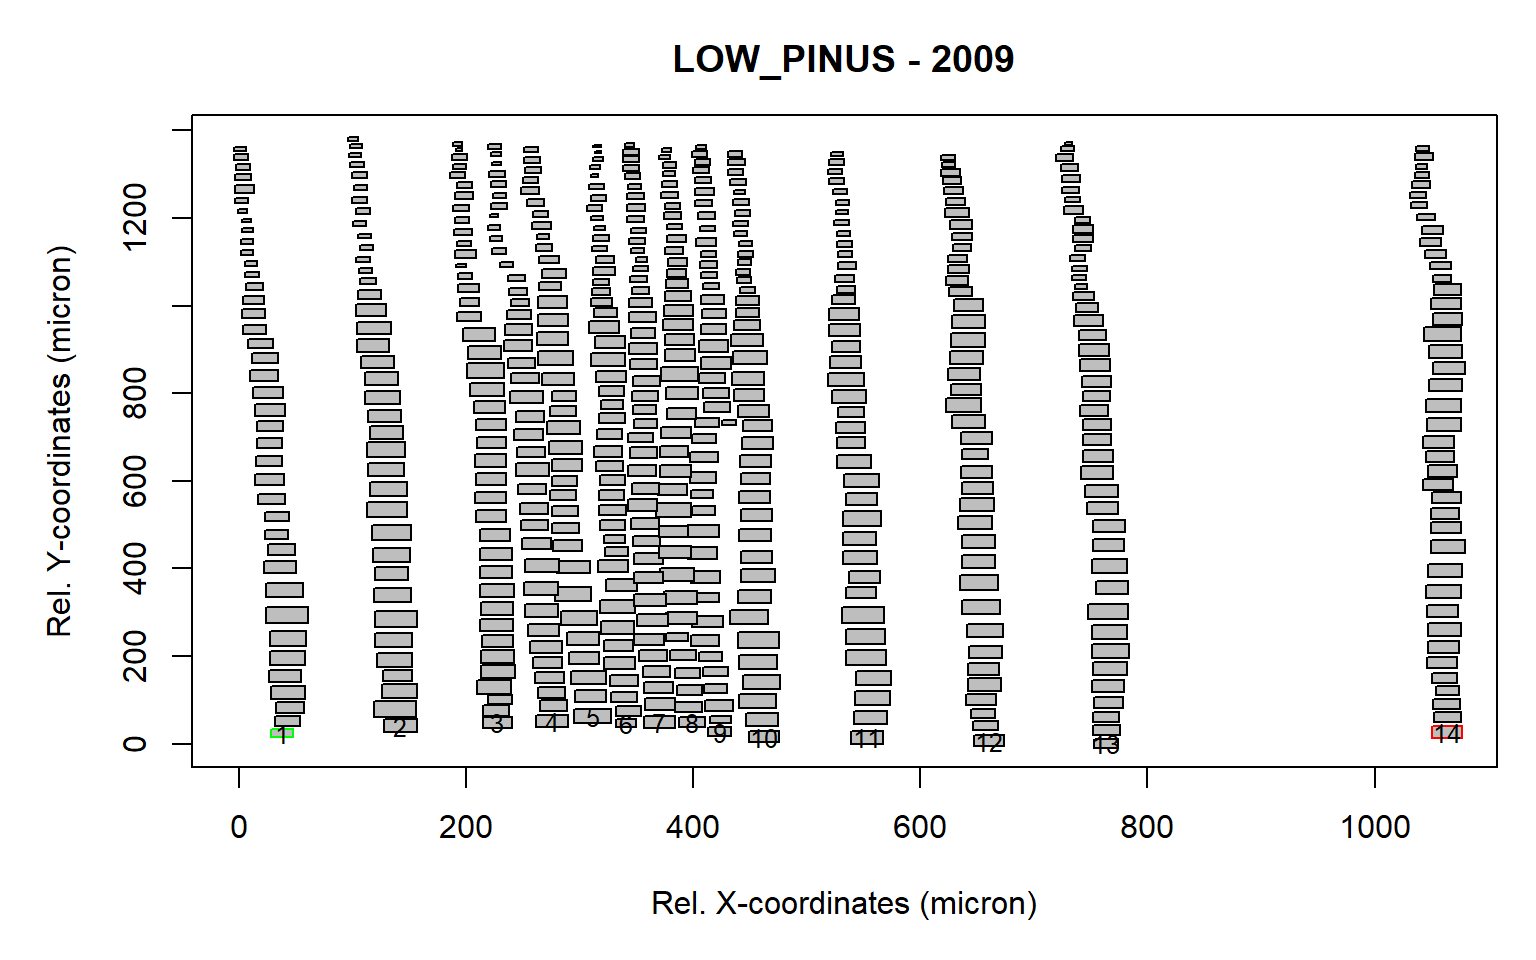 LOW_PINUS - 2009
Rel. Y-coordinates (micron)
0 200 400 600 800 1200
1 2 3 4 5 6 7 8 9 10 11 12 13 14
0 200 400 600 800 1000
Rel. X-coordinates (micron)